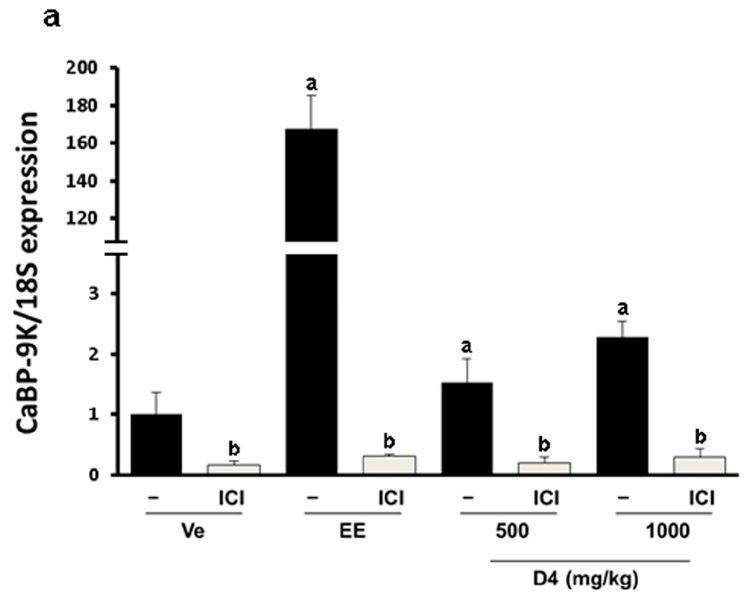 a
CaBP-9K/18S expression
200
180
160
140
120
3
2
1
0
a
b
b
a
b
a
b
– ICI – ICI – ICI – ICI
Ve EE 500 1000
D4 (mg/kg)